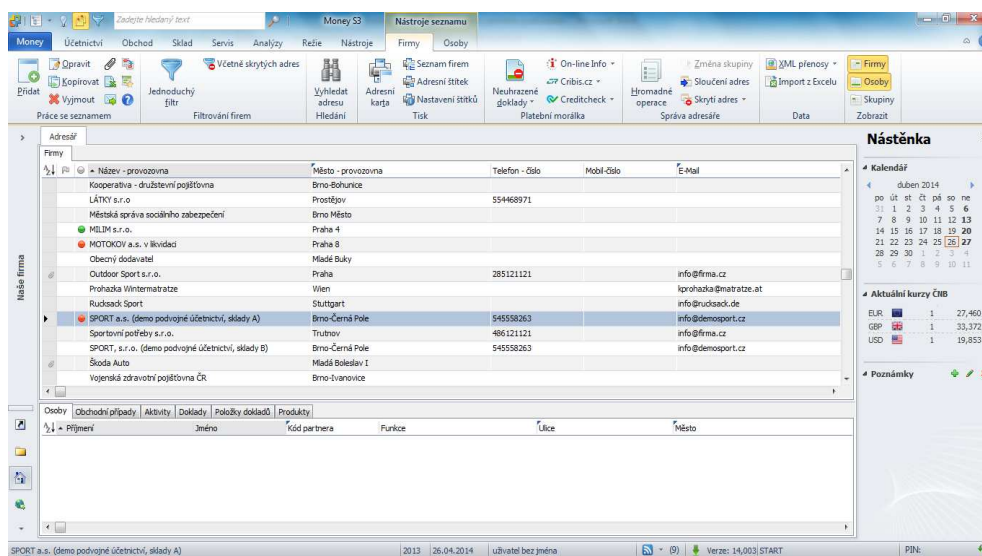 Zadejte hledaný text
Money S3
Nástroje seznamu
Money Účetnictví Obchod Sklad Servis Analýzy Režie Nástroje Firmy Osoby
Opravit Včetně skrytých adres Seznam firem On-line Info Změna skupiny XML přenosy Firmy
Kopírovat Adresní štítek Cribis.cz Sloučení adres Import z Excelu Osoby
Vyjmout Nastavení štítků Creditcheck Skrytí adres Skupiny
Přidat
Jednoduchý filtr
Vyhledat adresu
Adresní karta
Neuhrazené doklady
Hromadné operace
Práce se seznamem Filtrování firem Hledání Tisk Platební morálka Správa adresáře Data Zobrazit
Adresář
Firmy
Název - provozovna Město - provozovna Telefon - číslo Mobil-číslo E-Mail
Kooperativa - družstevní pojišťovna Brno-Bohunice
LÁTKY s.r.o Prostějov 554468971
Městská správa sociálního zabezpečení Brno Město
MILIM s.r.o. Praha 4
MOTOKOV a.s. v likvidaci Praha 8
Obecný dodavatel Mladé Buky
Outdoor Sport s.r.o. Praha 285121121 info@firma.cz
Prohazka Wintermatratze Wien kprohazka@matratze.at
Rucksack Sport Stuttgart info@rucksack.de
SPORT a.s. (demo podvojné účetnictví, sklady A) Brno-Černá Pole 545558263 info@demosport.cz
Sportovní potřeby s.r.o. Trutnov 486121121 info@firma.cz
SPORT, s.r.o. (demo podvojné účetnictví, sklady B) Brno-Černá Pole 545558263 info@demosport.cz
Škoda Auto Mladá Boleslav I
Vojenská zdravotní pojišťovna ČR Brno-Ivanovice
Naše firma
Osoby Obchodní případy Aktivity Doklady Položky dokladů Produkty
Příjmení Jméno Kód partnera Funkce Ulice Město
Nástěnka
Kalendář
duben 2014
po út st čt pá so ne
31 1 2 3 4 5 6
7 8 9 10 11 12 13
14 15 16 17 18 19 20
21 22 23 24 25 26 27
28 29 30 1 2 3 4
5 6 7 8 9 10 11
Aktuální kurzy ČNB
EUR 1 27,460
GBP 1 33,372
USD 1 19,853
Poznámky
SPORT a.s. (demo podvojné účetnictví, sklady A) 2013 26.04.2014 uživatel bez jména (9) Verze: 14,003 START PIN: